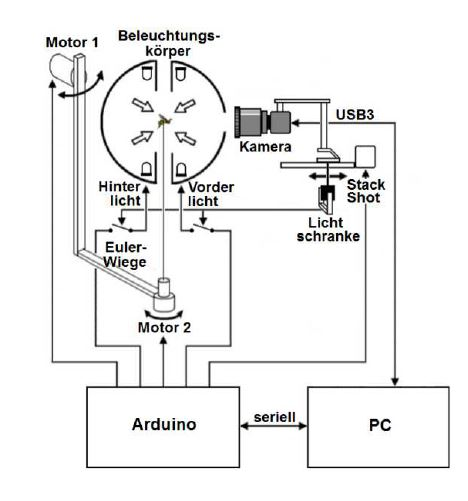 Motor 1
Beleuchtungs-
körper
USB3
Kamera
Hinter
licht
Vorder
licht
Stack
Shot
Licht
schranke
Euler-
Wiege
Motor 2
Arduino
seriell
PC